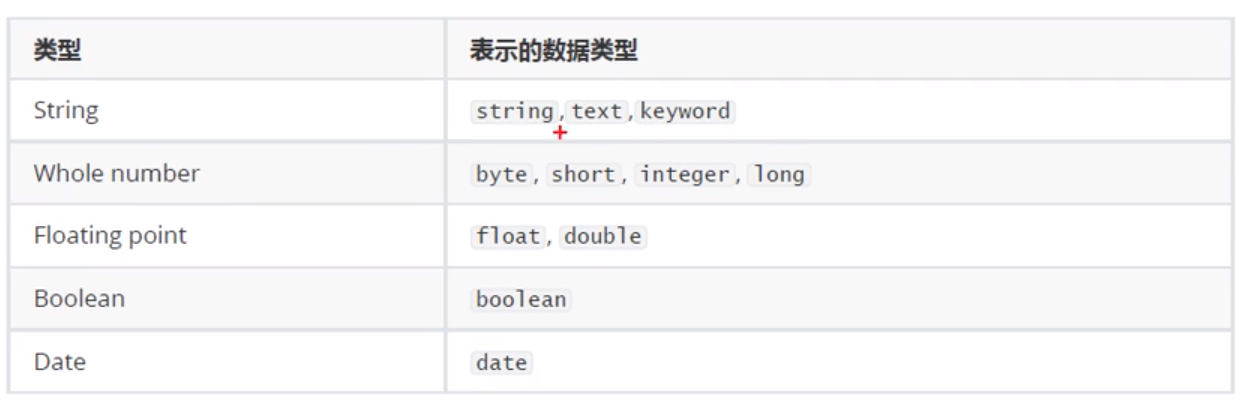 类型 表示的数据类型
String string,text,keyword
Whole number byte, short, integer, long
Floating point float, double
Boolean boolean
Date date